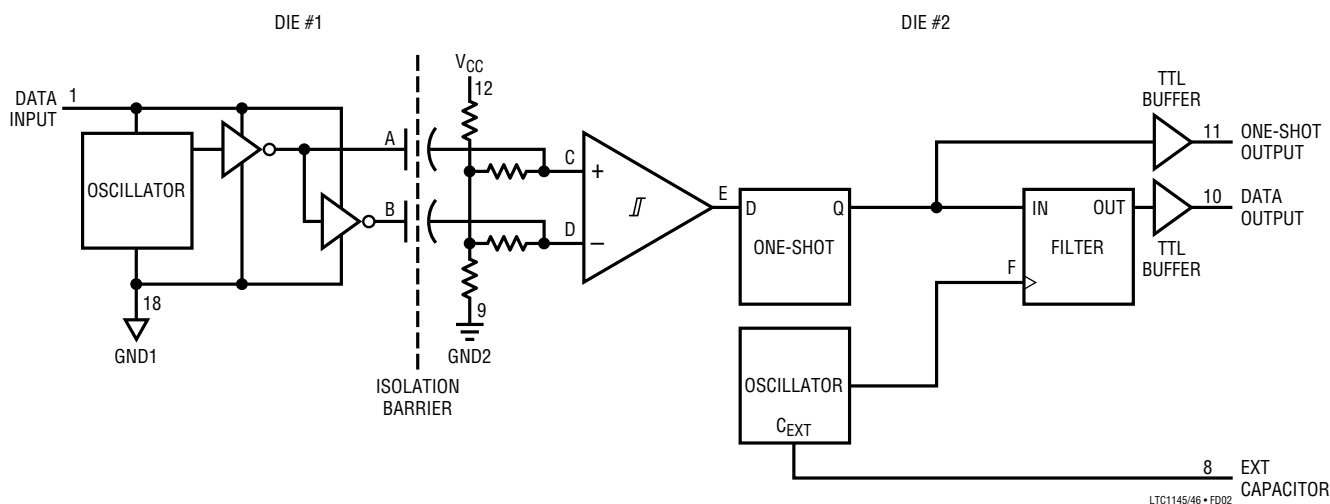 DIE #1
DIE #2
DATA
INPUT
1
OSCILLATOR
18
GND1
A
B
ISOLATION
BARRIER
VCC
12
C
+
D
−
9
GND2
E
D
Q
ONE-SHOT
OSCILLATOR
CEXT
F
IN
OUT
FILTER
TTL
BUFFER
11
ONE-SHOT
OUTPUT
10
DATA
OUTPUT
TTL
BUFFER
8
EXT
CAPACITOR
LTC1145/46 • FD02